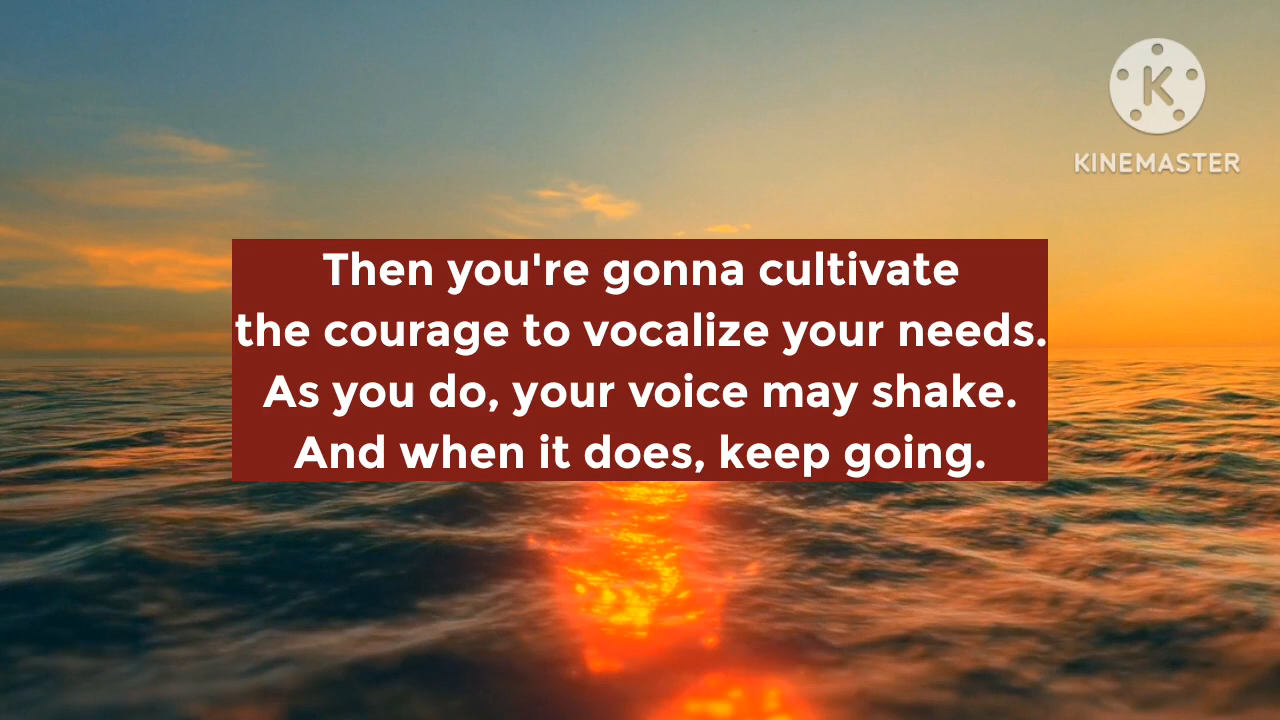 K
KINEMASTER
Then you're gonna cultivate
the courage to vocalize your needs.
As you do, your voice may shake.
And when it does, keep going.